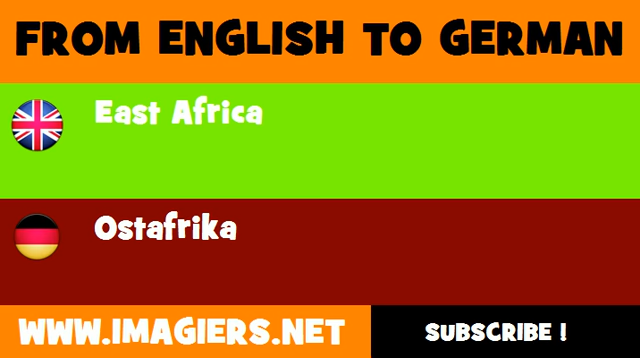 FROM ENGLISH TO GERMAN
East Africa
Ostafrika
WWW.IMAGIERS.NET
SUBSCRIBE !